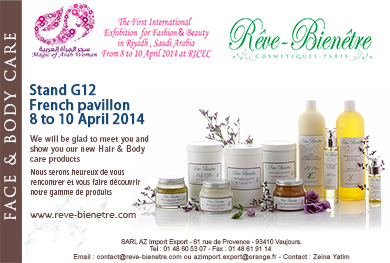 FACE & BODY CARE
سحر المرأة العربية
Magic of Arab Woman
The First International
Exhibition for Fashion & Beauty
in Riyadh , Saudi Arabia
From 8 to 10 April 2014 at RICEC
Rêve - Bienêtre
COSMETIQUES-PARIS
Stand G12
French pavillon
8 to 10 April 2014
We will be glad to meet you and
show you our new Hair & Body
care products
Nous serons heureux de vous
rencontrer et vous faire découvrir
notre gamme de produits
www.reve-bienetre.com
SARL AZ Import Export - 61 rue de Provence - 93410 Vaujours.
Tel : 01 48 60 53 07 - Fax : 01 48 61 91 14
Email : contact@reve-bienetre.com ou azimport.export@orange.fr - Contact : Zeina Yatim